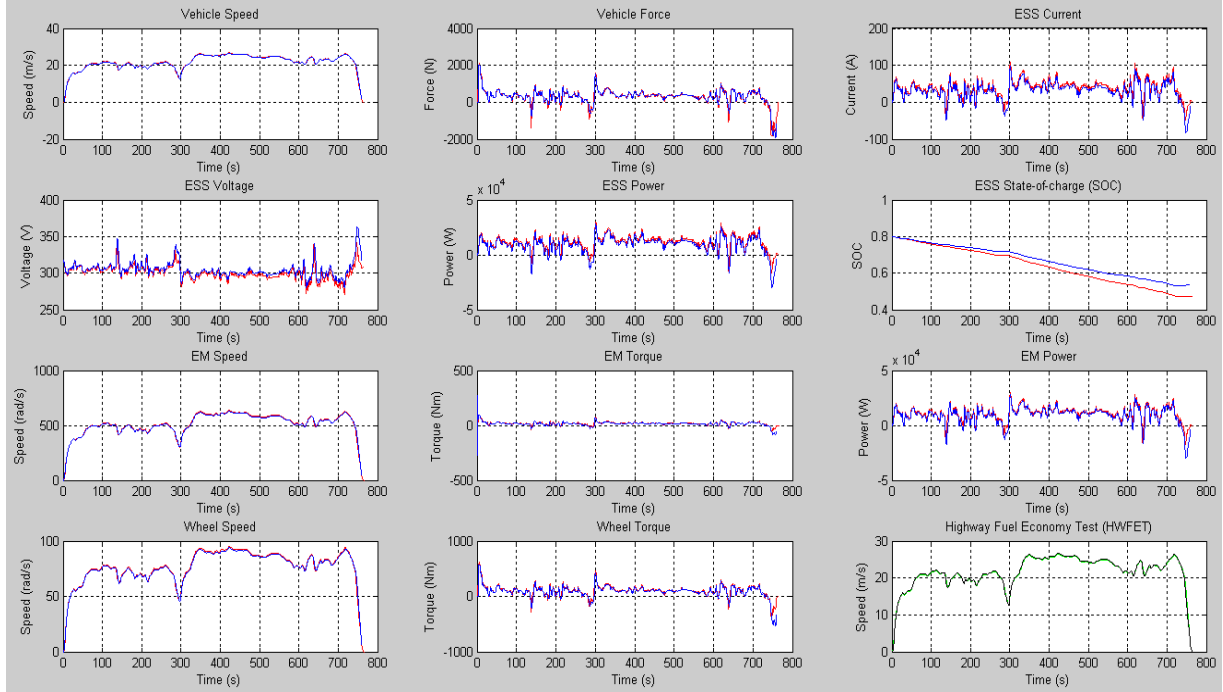 Vehicle Speed
Speed (m/s)
40
20
0
-20
0 100 200 300 400 500 600 700 800
Time (s)
Vehicle Force
Force (N)
4000
2000
0
-2000
0 100 200 300 400 500 600 700 800
Time (s)
ESS Current
Current (A)
200
100
0
-100
0 100 200 300 400 500 600 700 800
Time (s)
ESS Voltage
Voltage (V)
400
350
300
250
0 100 200 300 400 500 600 700 800
Time (s)
ESS Power
x 10^4
Power (W)
5
0
-5
0 100 200 300 400 500 600 700 800
Time (s)
ESS State-of-charge (SOC)
SOC
1
0.8
0.6
0.4
0 100 200 300 400 500 600 700 800
Time (s)
EM Speed
Speed (rad/s)
1000
500
0
0 100 200 300 400 500 600 700 800
Time (s)
EM Torque
Torque (Nm)
500
0
-500
0 100 200 300 400 500 600 700 800
Time (s)
EM Power
x 10^4
Power (W)
5
0
-5
0 100 200 300 400 500 600 700 800
Time (s)
Wheel Speed
Speed (rad/s)
100
50
0
0 100 200 300 400 500 600 700 800
Time (s)
Wheel Torque
Torque (Nm)
1000
0
-1000
0 100 200 300 400 500 600 700 800
Time (s)
Highway Fuel Economy Test (HWFET)
Speed (m/s)
30
20
10
0
0 100 200 300 400 500 600 700 800
Time (s)